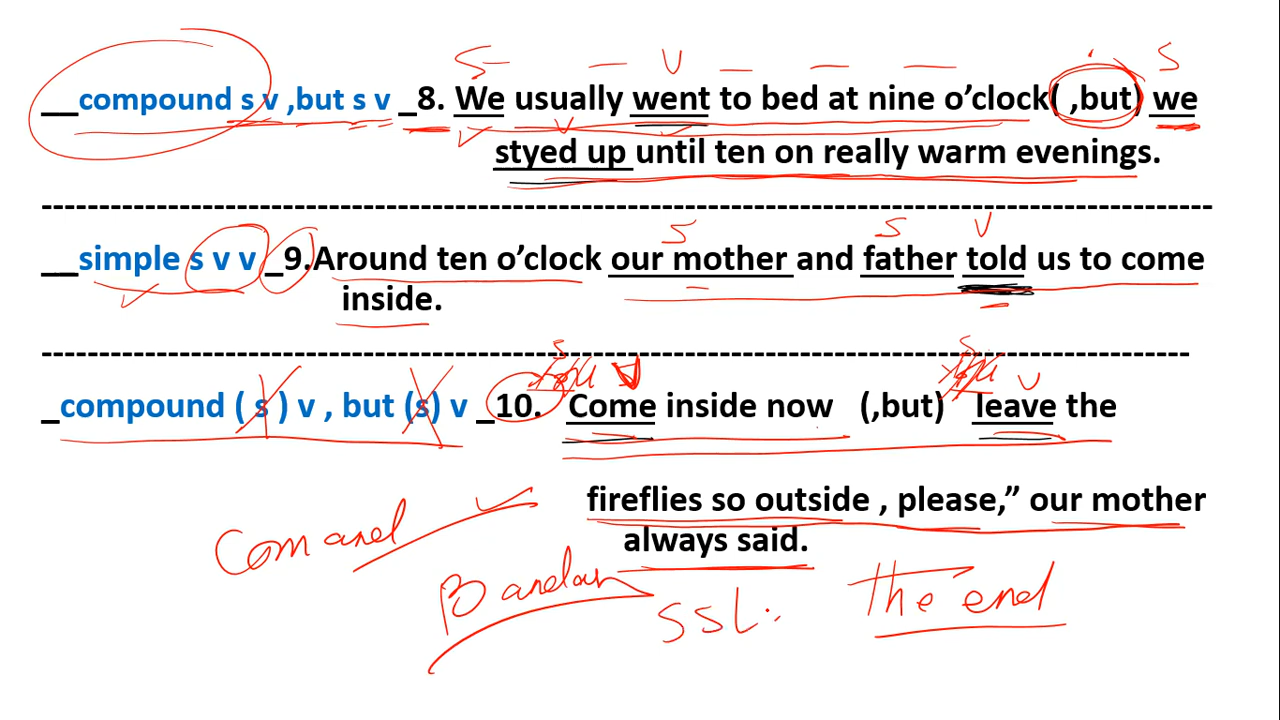 S V S
__compound s v ,but s v _8. We usually went to bed at nine o’clock( ,but) we
V
styed up until ten on really warm evenings.
S S V
__simple s v v _9.Around ten o’clock our mother and father told us to come
inside.
S S V
_compound ( s ) v , but (s) v _10. Come inside now (,but) leave the
fireflies so outside , please,” our mother
always said.
Comand
Bandar
SSL:
The end